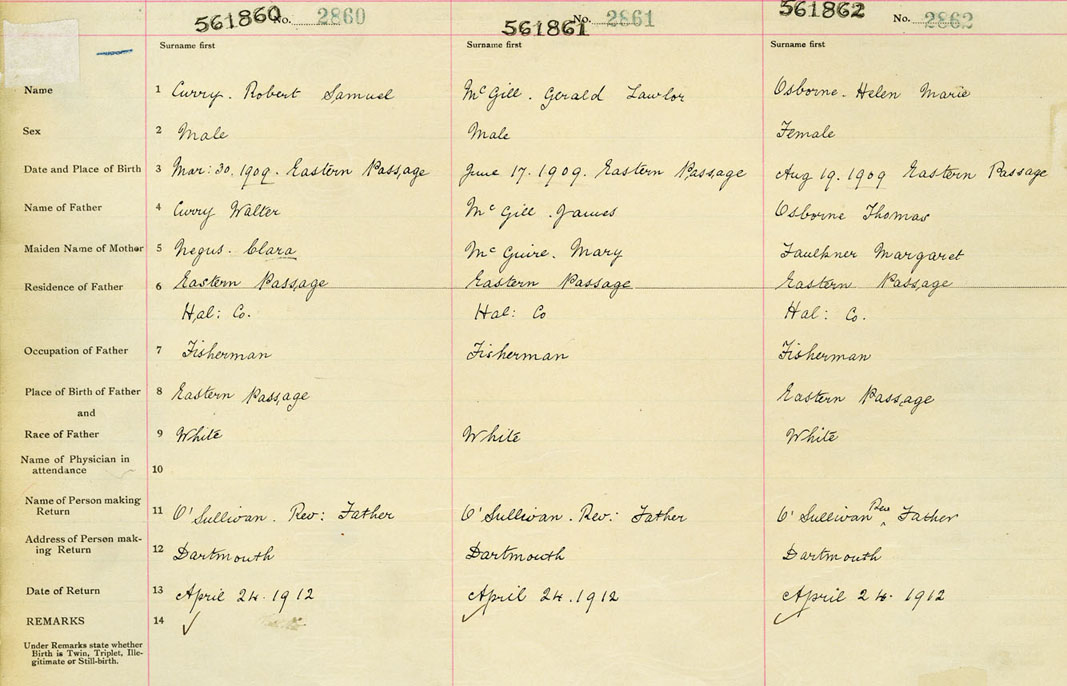 561860 No. 2860 561861 No. 2861 561862 No. 2862
Surname first Surname first Surname first
Name 1 Curry. Robert Samuel McGill. Gerald Lawlor Osborne. Helen Marie
Sex 2 Male Male Female
Date and Place of Birth 3 Mar: 30, 1909. Eastern Passage June 17. 1909. Eastern Passage Aug 19. 1909 Eastern Passage
Name of Father 4 Curry Walter McGill. James Osborne Thomas
Maiden Name of Mother 5 Negus. Clara McGuire. Mary Faulkner Margaret
Residence of Father 6 Eastern Passage Eastern Passage Eastern Passage
Hal: Co. Hal: Co Hal: Co.
Occupation of Father 7 Fisherman Fisherman Fisherman
Place of Birth of Father 8 Eastern Passage Eastern Passage
and
Race of Father 9 White White White
Name of Physician in
attendance 10
Name of Person making
Return 11 O'Sullivan. Rev: Father O'Sullivan. Rev: Father O'Sullivan Rev Father
Address of Person mak-
ing Return 12 Dartmouth Dartmouth Dartmouth
Date of Return 13 April 24. 1912 April 24. 1912 April 24. 1912
REMARKS 14
Under Remarks state whether
Birth is Twin, Triplet, Ille-
gitimate or Still-birth.